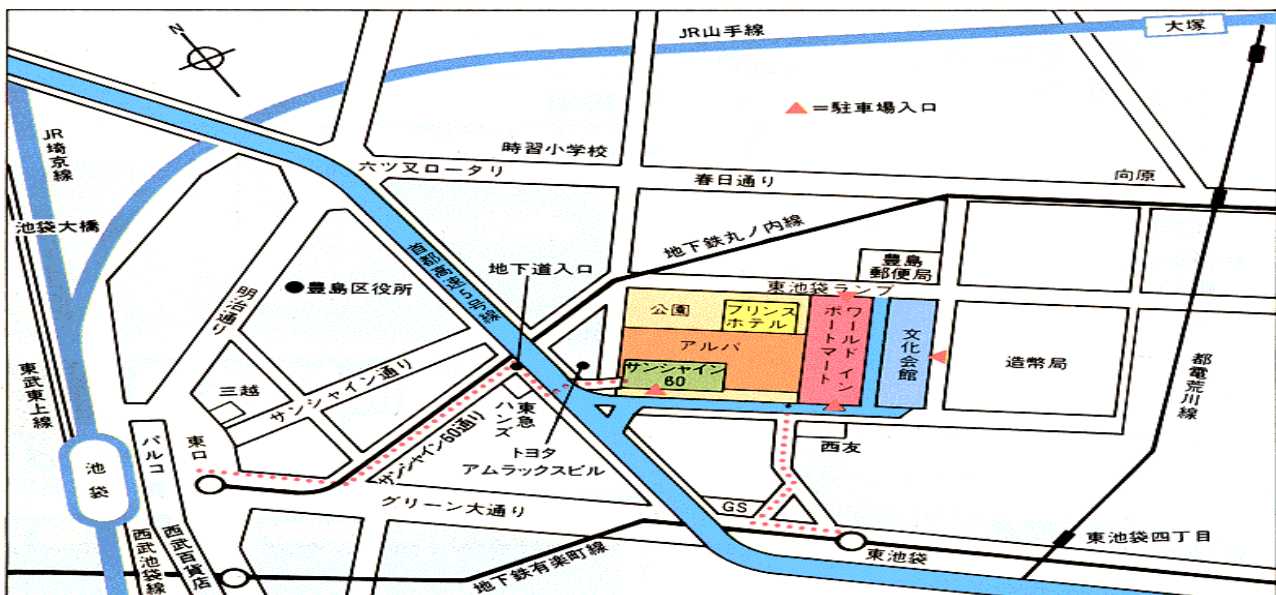 N
JR山手線
大塚
▲=駐車場入口
JR埼京線
時習小学校
六ツ又ロータリ
春日通り
向原
池袋大橋
地下鉄丸ノ内線
首都高速5号線
地下道入口
豊島
郵便局
豊島区役所
明治通り
東池袋ランプ
公園
プリンス
ホテル
ワールド イン
ポートマート
文化会館
アルパ
サンシャイン
60
造幣局
都電荒川線
東武東上線
三越
サンシャイン通り
東急
ハンズ
サンシャイン60通り
トヨタ
アムラックスビル
西友
パルコ
東口
池袋
グリーン大通り
GS
東池袋
東池袋四丁目
西武池袋線
西武百貨店
地下鉄有楽町線